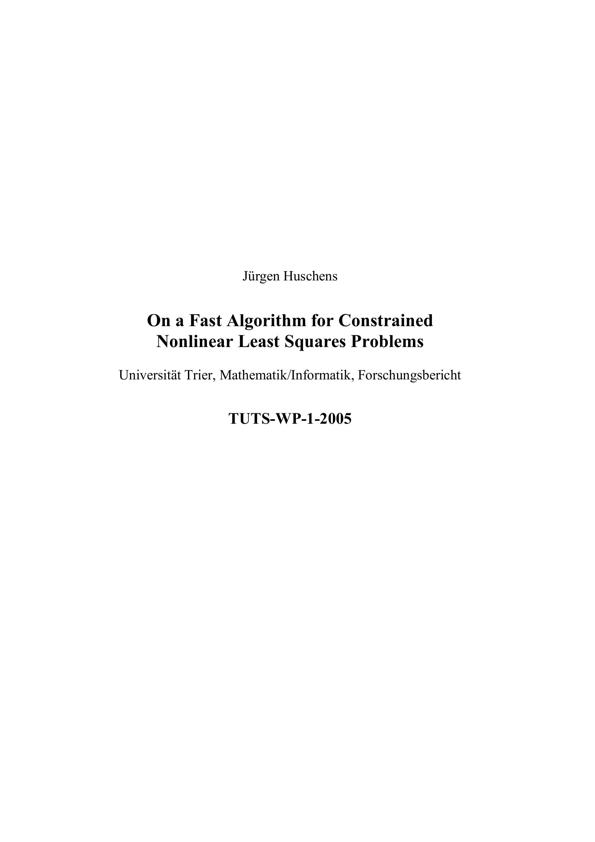 Jürgen Huschens
On a Fast Algorithm for Constrained
Nonlinear Least Squares Problems
Universität Trier, Mathematik/Informatik, Forschungsbericht
TUTS-WP-1-2005